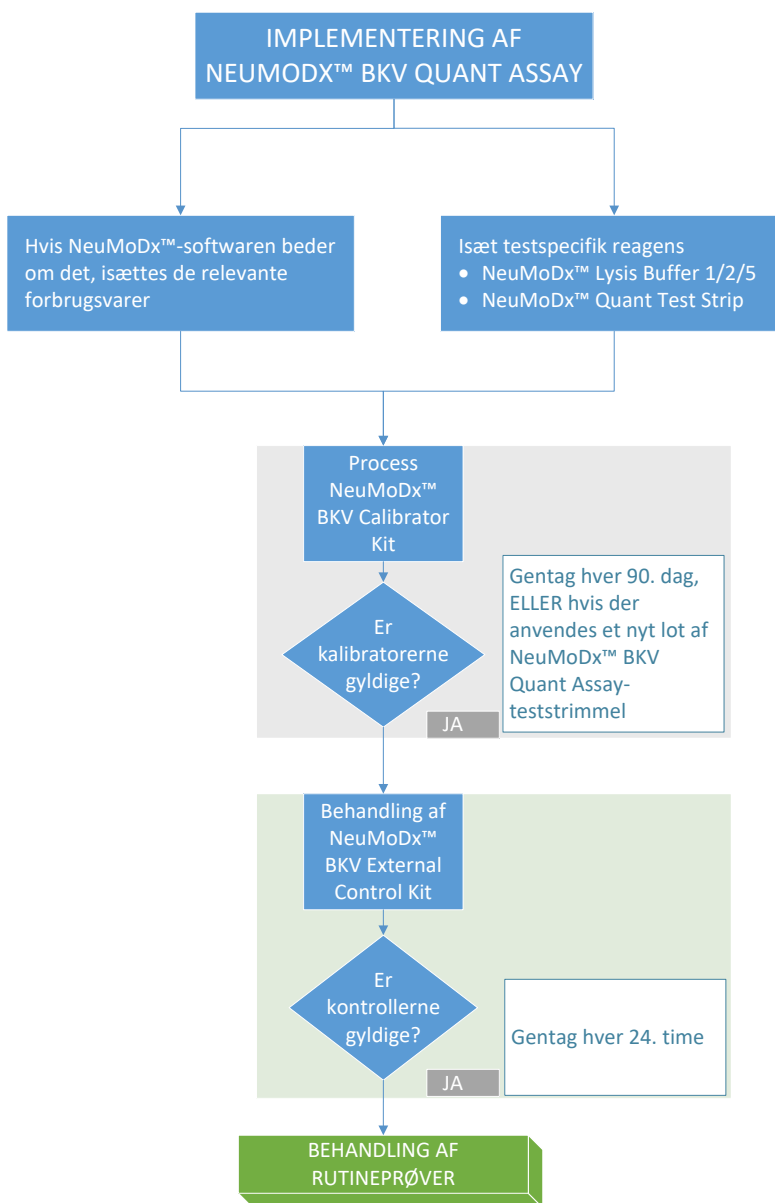 IMPLEMENTERING AF
NEUMODX™ BKV QUANT ASSAY
Hvis NeuMoDx™-softwaren beder
om det, isættes de relevante
forbrugsvarer
Isæt testspecifik reagens
• NeuMoDx™ Lysis Buffer 1/2/5
• NeuMoDx™ Quant Test Strip
Process
NeuMoDx™
BKV Calibrator
Kit
Er
kalibratorerne
gyldige?
Gentag hver 90. dag,
ELLER hvis der
anvendes et nyt lot af
NeuMoDx™ BKV
Quant Assay-
teststrimmel
JA
Behandling af
NeuMoDx™
BKV External
Control Kit
Er
kontrollerne
gyldige?
Gentag hver 24. time
JA
BEHANDLING AF
RUTINEPRØVER